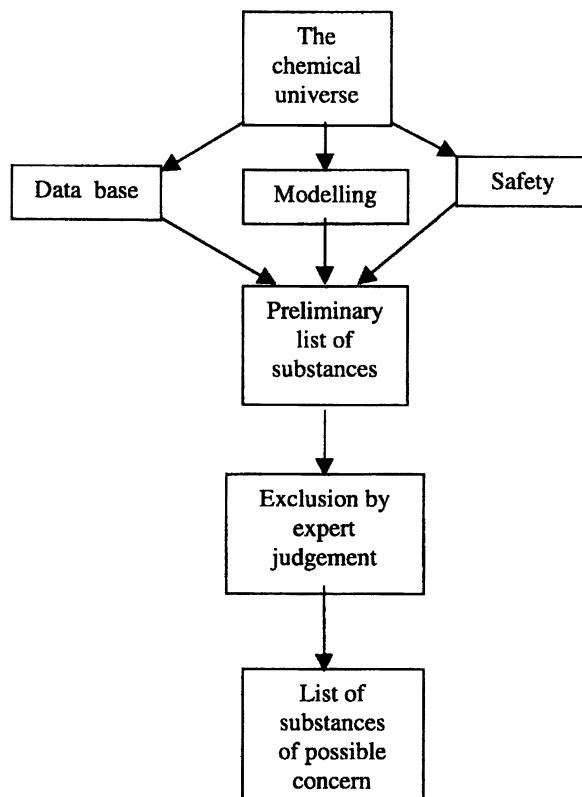 The
chemical
universe
Data base
Modelling
Safety
Preliminary
list of
substances
Exclusion by
expert
judgement
List of
substances
of possible
concern